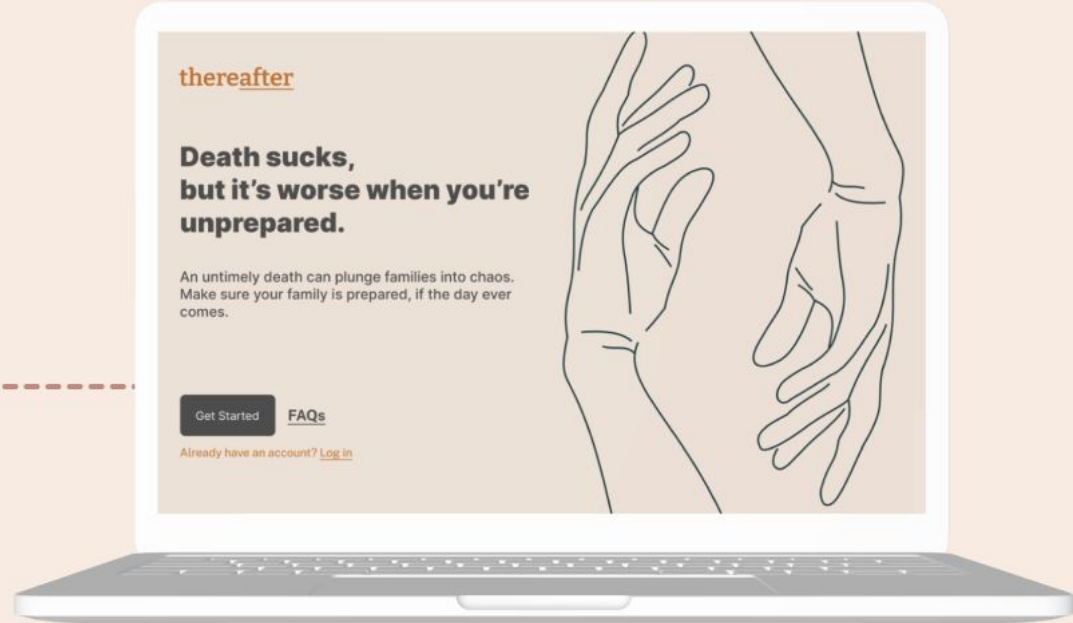 thereafter
Death sucks,
but it's worse when you're
unprepared.
An untimely death can plunge families into chaos.
Make sure your family is prepared, if the day ever
comes.
Get Started FAQs
Already have an account? Log in